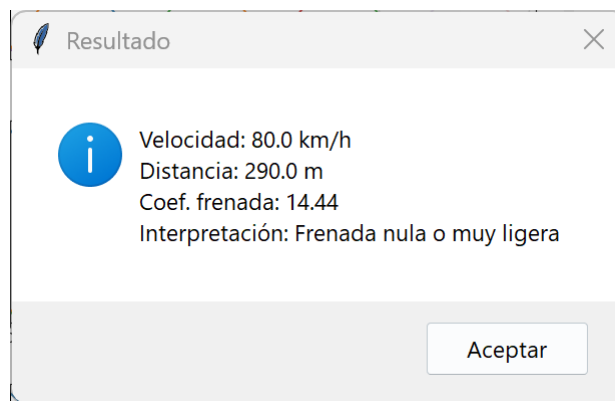 Resultado
Velocidad: 80.0 km/h
Distancia: 290.0 m
Coef. frenada: 14.44
Interpretación: Frenada nula o muy ligera
Aceptar